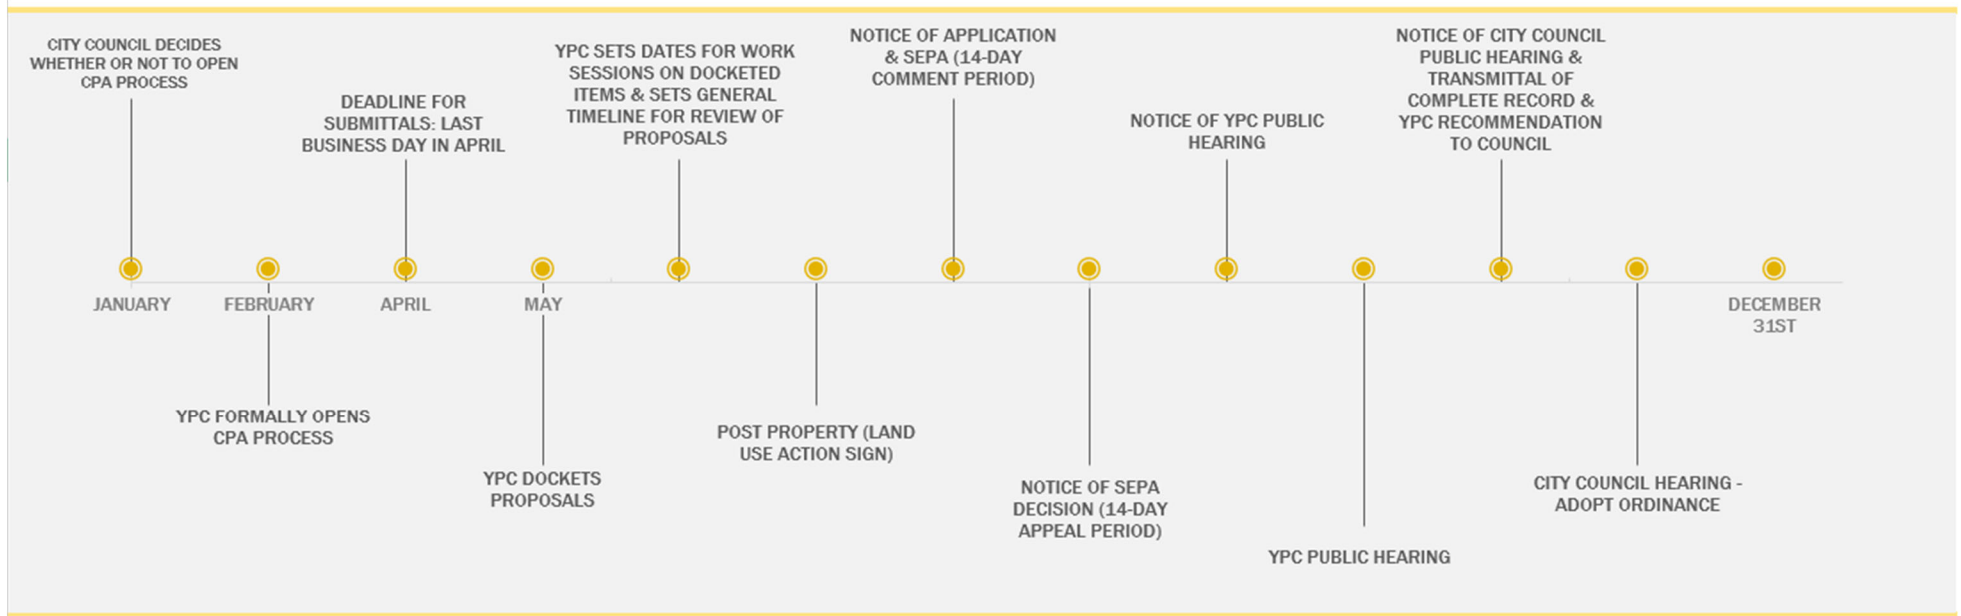 CITY COUNCIL DECIDES
WHETHER OR NOT TO OPEN
CPA PROCESS
JANUARY
FEBRUARY
YPC FORMALLY OPENS
CPA PROCESS
DEADLINE FOR
SUBMITTALS: LAST
BUSINESS DAY IN APRIL
APRIL
MAY
YPC DOCKETS
PROPOSALS
YPC SETS DATES FOR WORK
SESSIONS ON DOCKETED
ITEMS & SETS GENERAL
TIMELINE FOR REVIEW OF
PROPOSALS
POST PROPERTY (LAND
USE ACTION SIGN)
NOTICE OF APPLICATION
& SEPA (14-DAY
COMMENT PERIOD)
NOTICE OF SEPA
DECISION (14-DAY
APPEAL PERIOD)
NOTICE OF YPC PUBLIC
HEARING
YPC PUBLIC HEARING
NOTICE OF CITY COUNCIL
PUBLIC HEARING &
TRANSMITTAL OF
COMPLETE RECORD &
YPC RECOMMENDATION
TO COUNCIL
CITY COUNCIL HEARING -
ADOPT ORDINANCE
DECEMBER
31ST